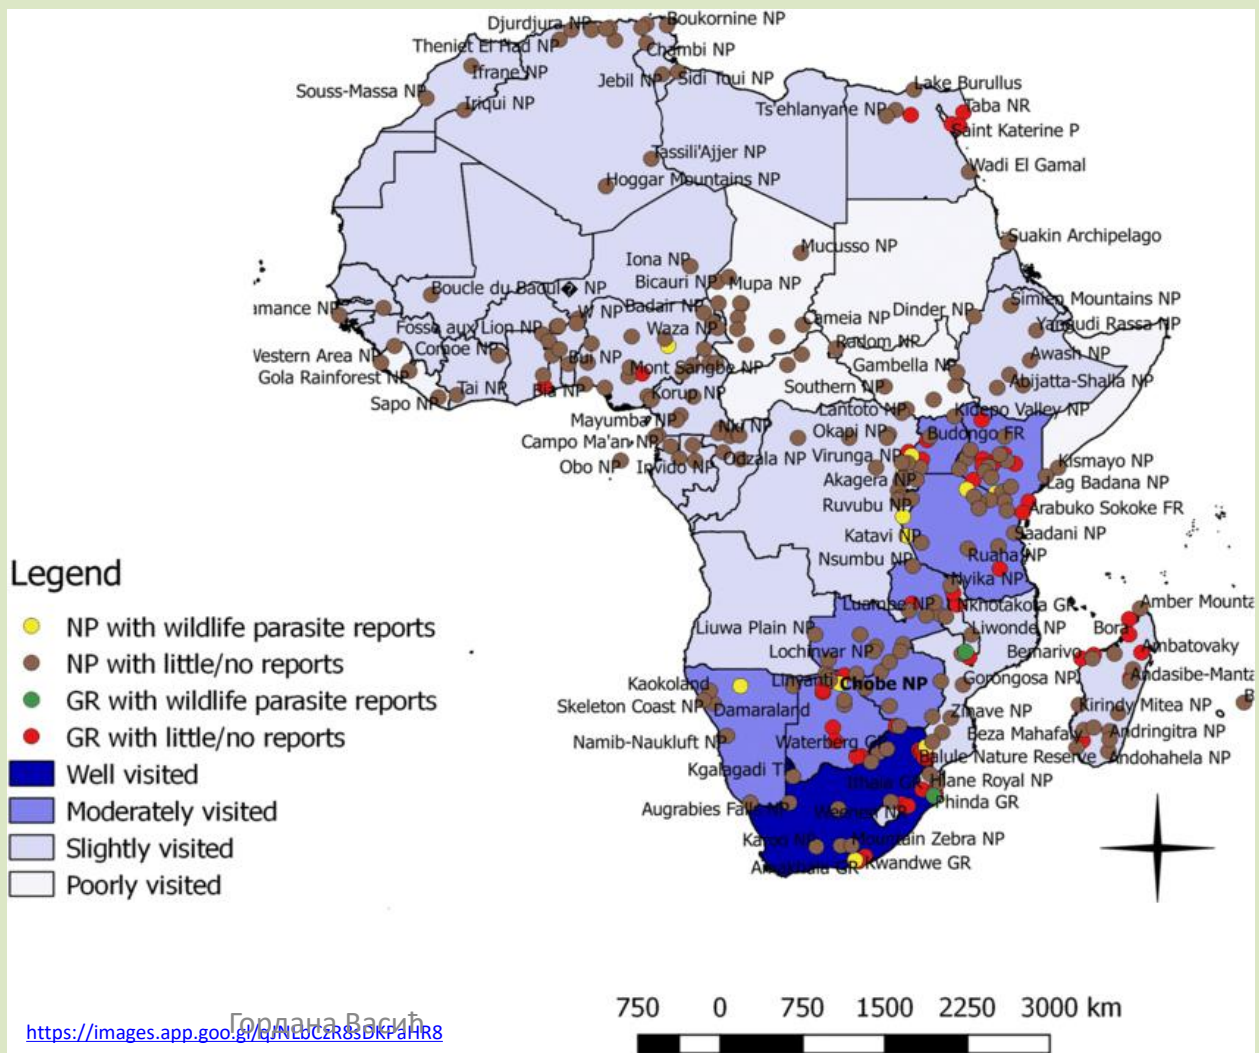 Djurdjura NP
Boukornine NP
Theniet El Had NP
Chambi NP
Ifrane NP
Jebil NP
Sidi Toui NP
Souss-Massa NP
Iriqui NP
Lake Burullus
Ts'ehlanyane NP
Taba NR
Saint Katerine P
Tassili'Ajjer NP
Wadi El Gamal
Hoggar Mountains NP
Suakin Archipelago
Mucusso NP
Iona NP
Bicauri NP
Mupa NP
Boucle du Baoul� NP
Simien Mountains NP
amance NP
W NP
Badair NP
Cameia NP
Dinder NP
Yangudi Rassa NP
Fosse aux Lion NP
Waza NP
Radom NP
Western Area NP
Comoe NP
Bui NP
Mont Sangbe NP
Gambella NP
Awash NP
Gola Rainforest NP
Abijatta-Shalla NP
Sapo NP
Tai NP
Bia NP
Korup NP
Southern NP
Lantoto NP
Kidepo Valley NP
Mayumba NP
Nki NP
Okapi NP
Budongo FR
Campo Ma'an NP
Obo NP
Invido NP
Odzala NP
Virunga NP
Kismayo NP
Akagera NP
Lag Badana NP
Ruvubu NP
Arabuko Sokoke FR
Katavi NP
Saadani NP
Nsumbu NP
Ruaha NP
Nyika NP
Luambe NP
Nkhotakota GR
Amber Mounta
Liuwa Plain NP
Liwonde NP
Bora
Lochinvar NP
Bemarivo
Ambatovaky
Kaokoland
Linyanti
Chobe NP
Gorongosa NP
Andasibe-Manta
Skeleton Coast NP
Damaraland
Zinave NP
Kirindy Mitea NP
B
Namib-Naukluft NP
Waterberg GP
Beza Mahafaly
Andringitra NP
Balule Nature Reserve
Andohahela NP
Kgalagadi T
Ithala GR
Hlane Royal NP
Augrabies Falls NP
Weenen NP
Phinda GR
Karoo NP
Mountain Zebra NP
Amakhala GR
Kwandwe GR
Legend
NP with wildlife parasite reports
NP with little/no reports
GR with wildlife parasite reports
GR with little/no reports
Well visited
Moderately visited
Slightly visited
Poorly visited
750 0 750 1500 2250 3000 km
Гордана Васић